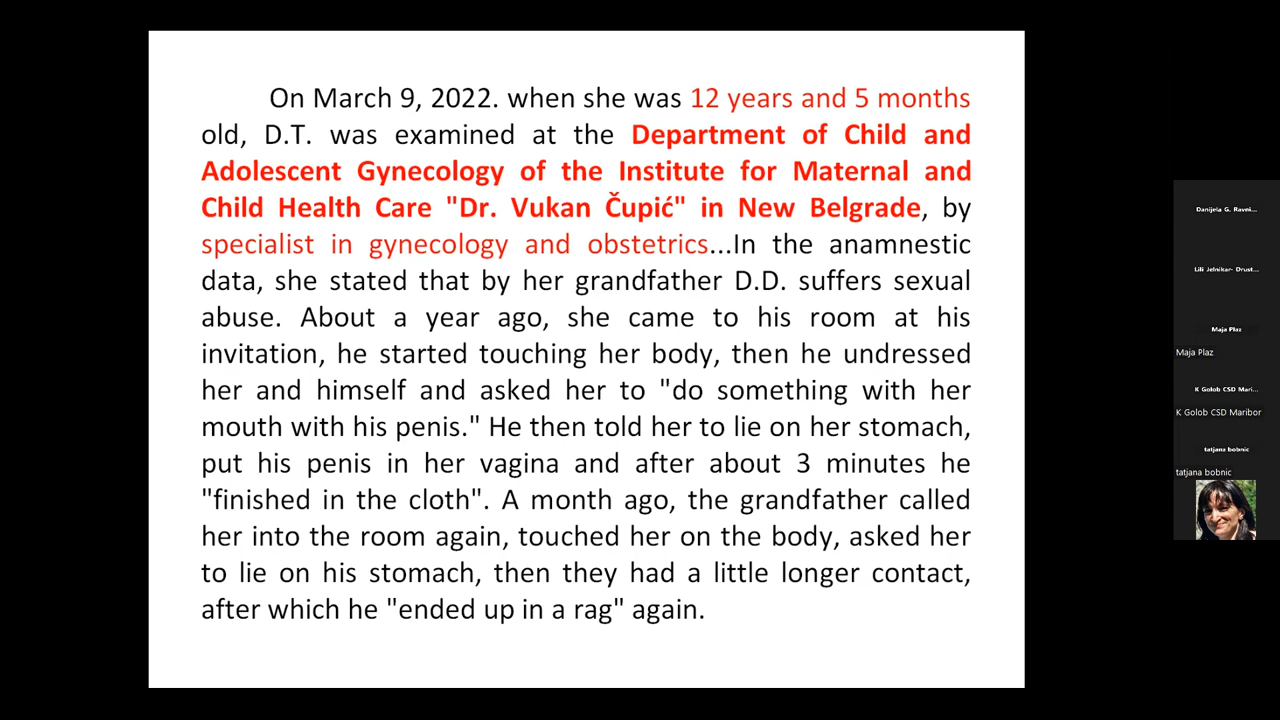 On March 9, 2022. when she was 12 years and 5 months
old, D.T. was examined at the Department of Child and
Adolescent Gynecology of the Institute for Maternal and
Child Health Care "Dr. Vukan Čupić" in New Belgrade, by
specialist in gynecology and obstetrics...In the anamnestic
data, she stated that by her grandfather D.D. suffers sexual
abuse. About a year ago, she came to his room at his
invitation, he started touching her body, then he undressed
her and himself and asked her to "do something with her
mouth with his penis." He then told her to lie on her stomach,
put his penis in her vagina and after about 3 minutes he
"finished in the cloth". A month ago, the grandfather called
her into the room again, touched her on the body, asked her
to lie on his stomach, then they had a little longer contact,
after which he "ended up in a rag" again.
Danijela G. Ravni...
Lili Jelnikar- Drust...
Maja Plaz
Maja Plaz
K Golob CSD Mari...
K Golob CSD Maribor
tatjana bobnic
tatjana bobnic